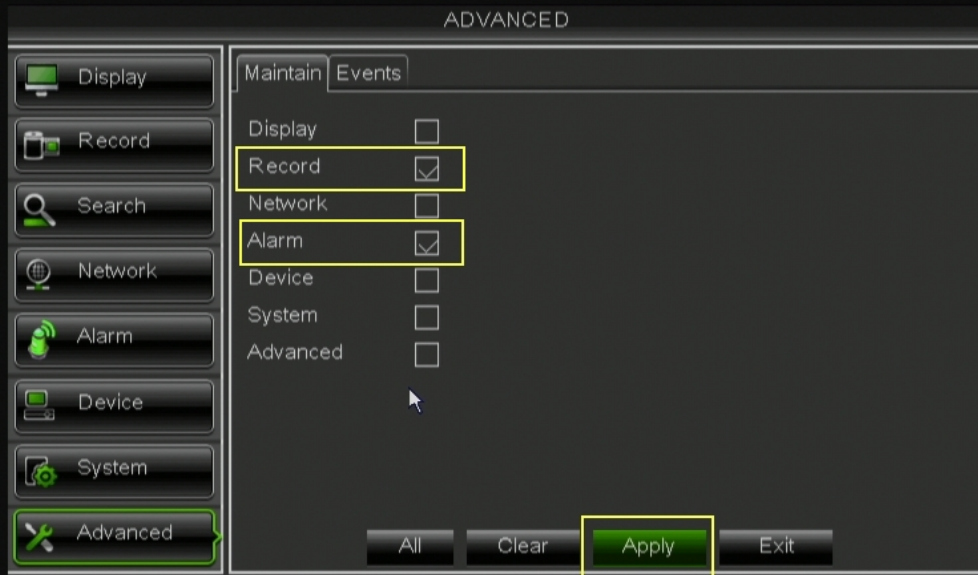 ADVANCED
Display
Record
Search
Network
Alarm
Device
System
Advanced
Maintain Events
Display
Record
Network
Alarm
Device
System
Advanced
All Clear Apply Exit